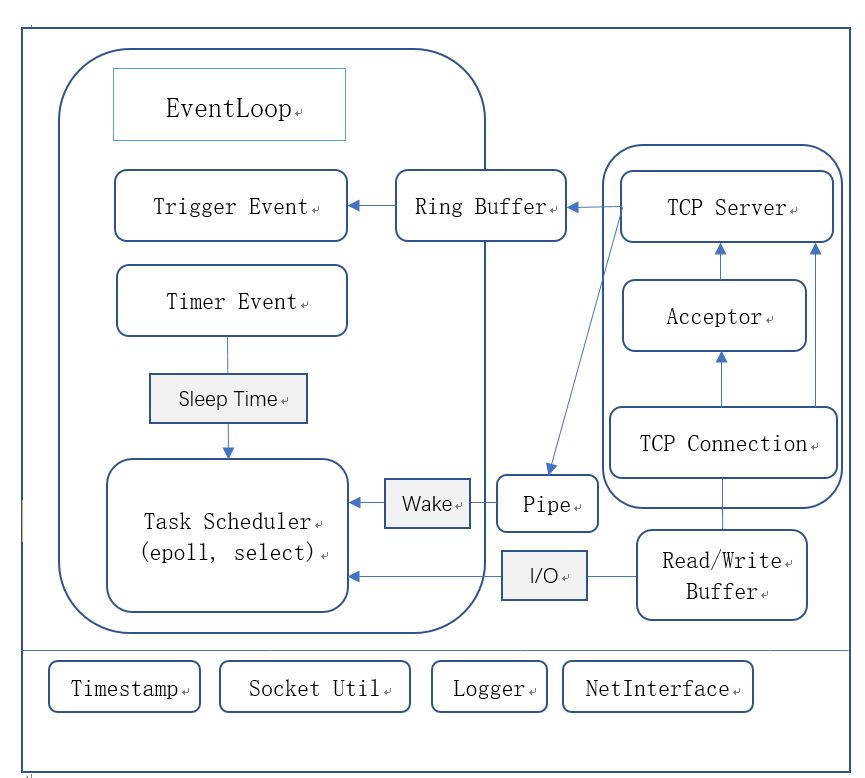 EventLoop
Trigger Event
Ring Buffer
TCP Server
Timer Event
Acceptor
Sleep Time
TCP Connection
Task Scheduler
(epoll, select)
Wake
Pipe
I/O
Read/Write
Buffer
Timestamp
Socket Util
Logger
NetInterface